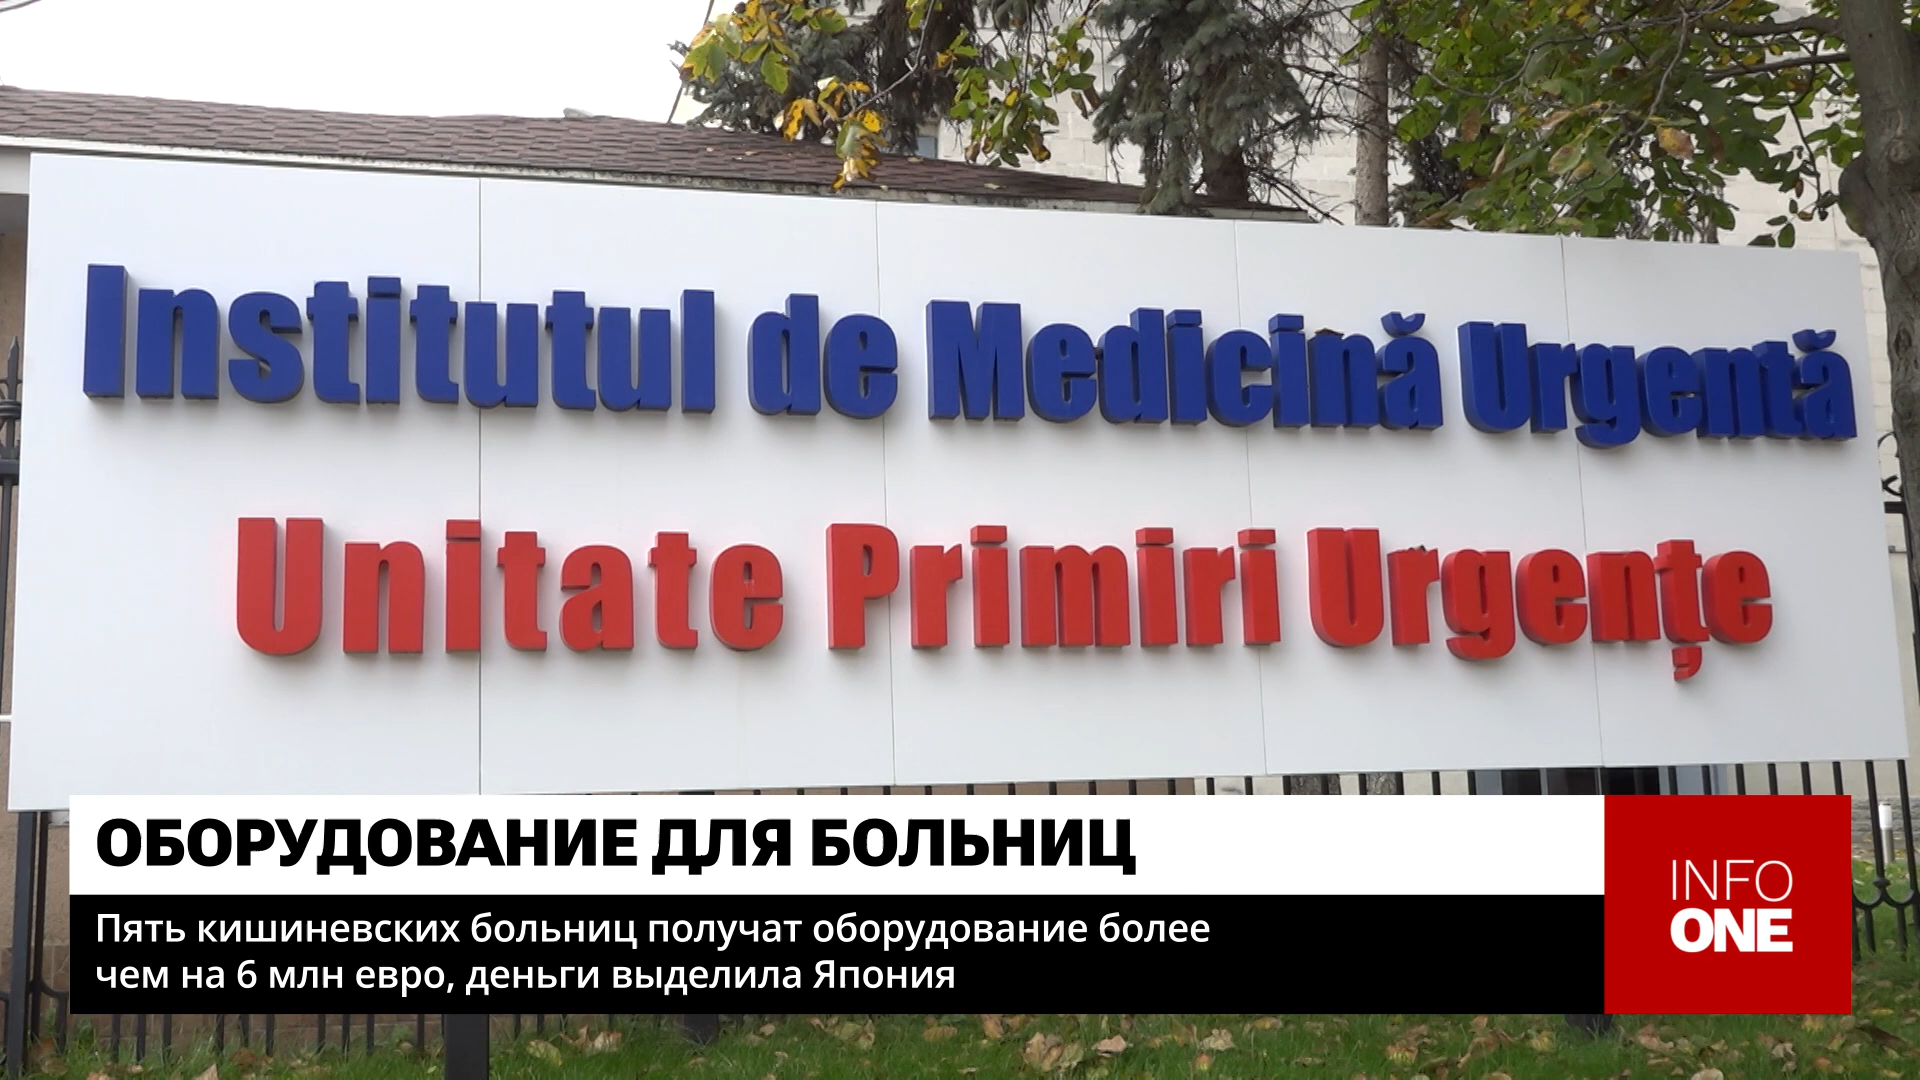 Institutul de Medicină Urgentă
Unitate Primiri Urgențe
ОБОРУДОВАНИЕ ДЛЯ БОЛЬНИЦ
Пять кишиневских больниц получат оборудование более
чем на 6 млн евро, деньги выделила Япония
INFO
ONE